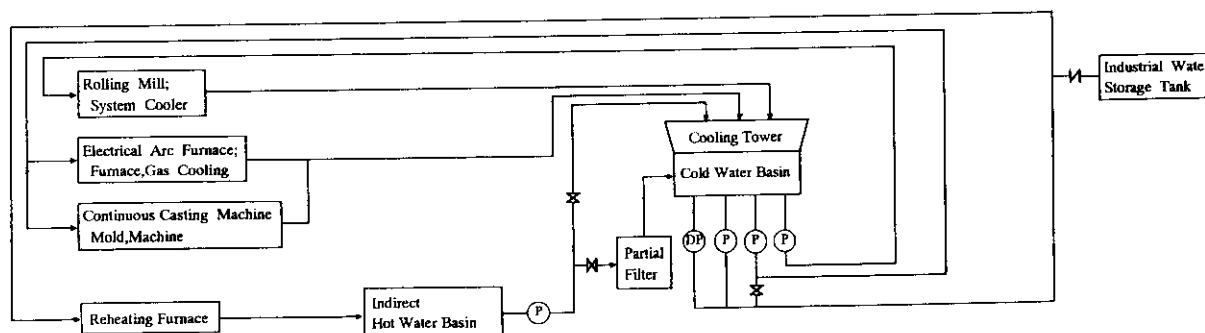 Rolling Mill;
System Cooler
Electrical Arc Furnace;
Furnace,Gas Cooling
Continuous Casting Machine
Mold,Machine
Reheating Furnace
Indirect
Hot Water Basin
P
Partial
Filter
Cooling Tower
Cold Water Basin
DP
P
P
P
Industrial Wate
Storage Tank